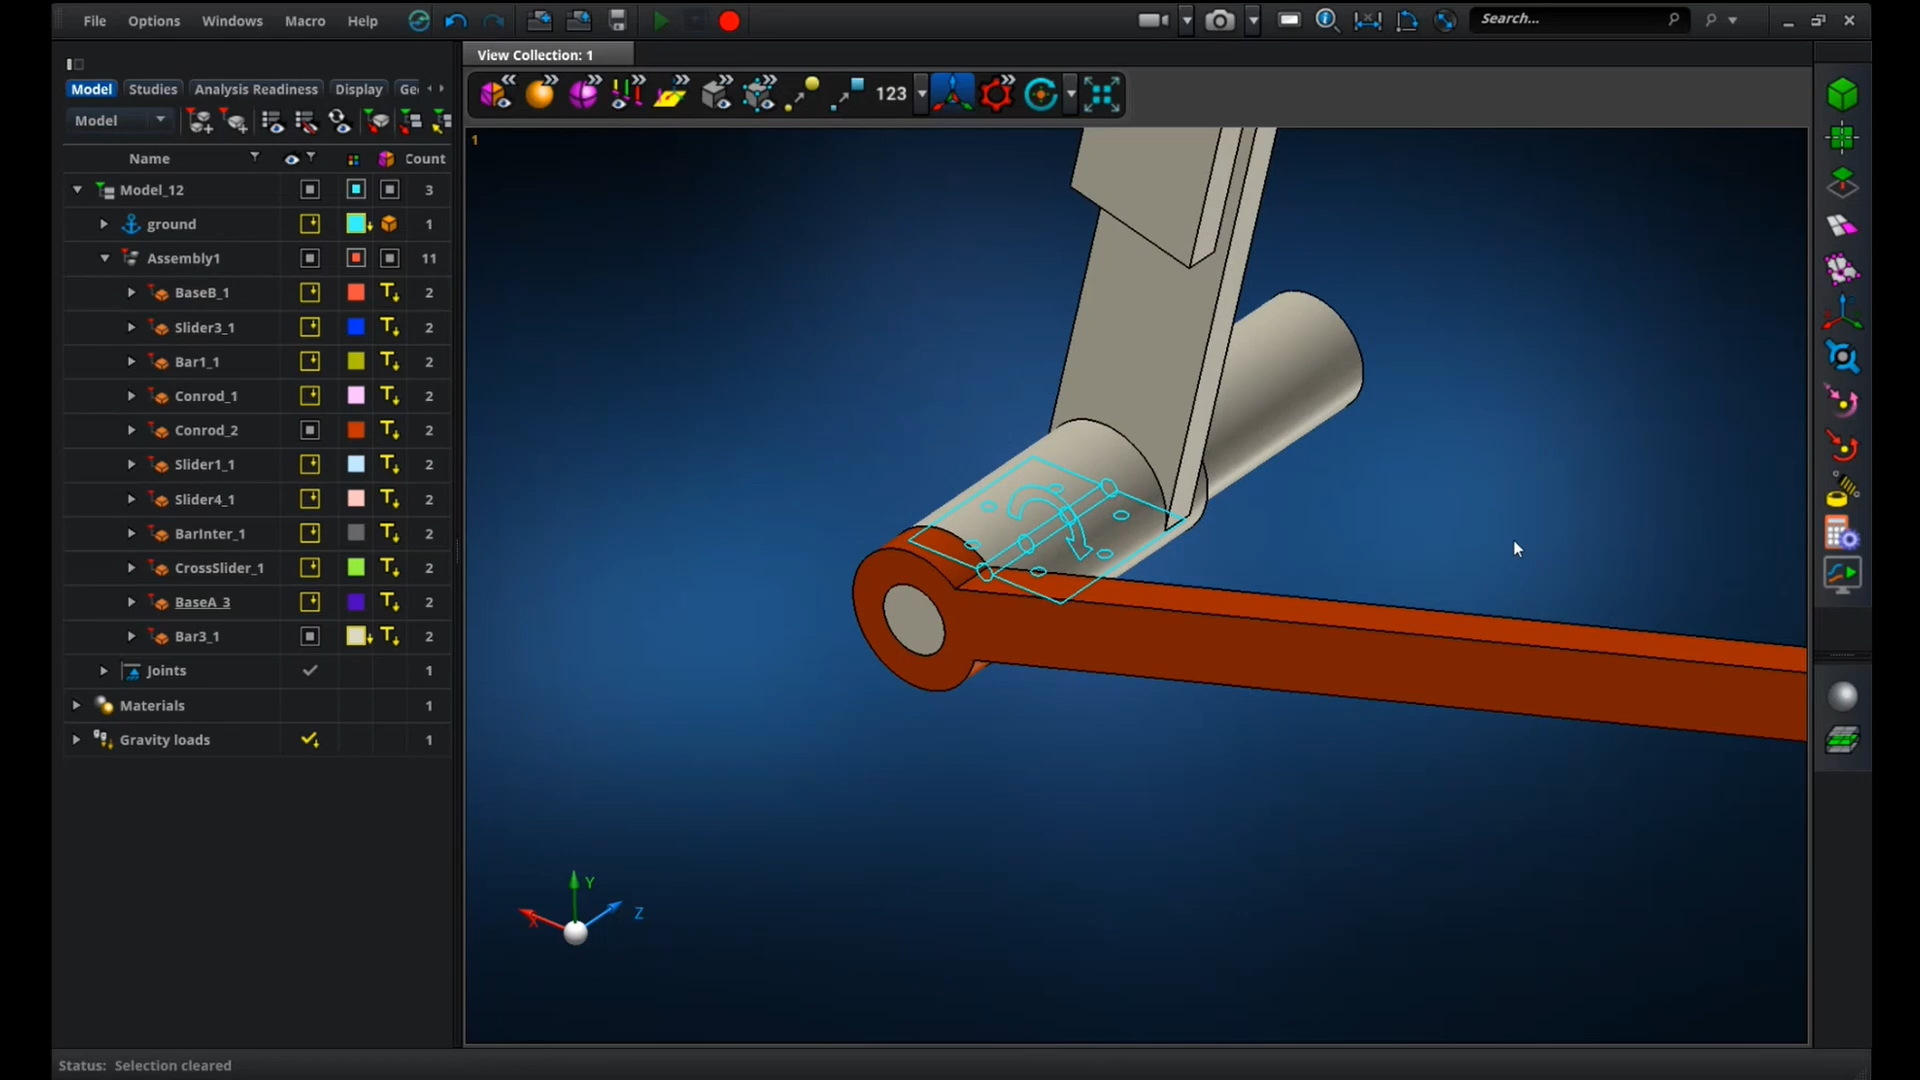 File Options Windows Macro Help Search...
View Collection: 1
Model Studies Analysis Readiness Display Ge
123
Model
1
Name Count
Model_12 3
ground 1
Assembly1 11
BaseB_1 2
Slider3_1 2
Bar1_1 2
Conrod_1 2
Conrod_2 2
Slider1_1 2
Slider4_1 2
BarInter_1 2
CrossSlider_1 2
BaseA_3 2
Bar3_1 2
Joints 1
Materials 1
Gravity loads 1
Y
X Z
Status: Selection cleared